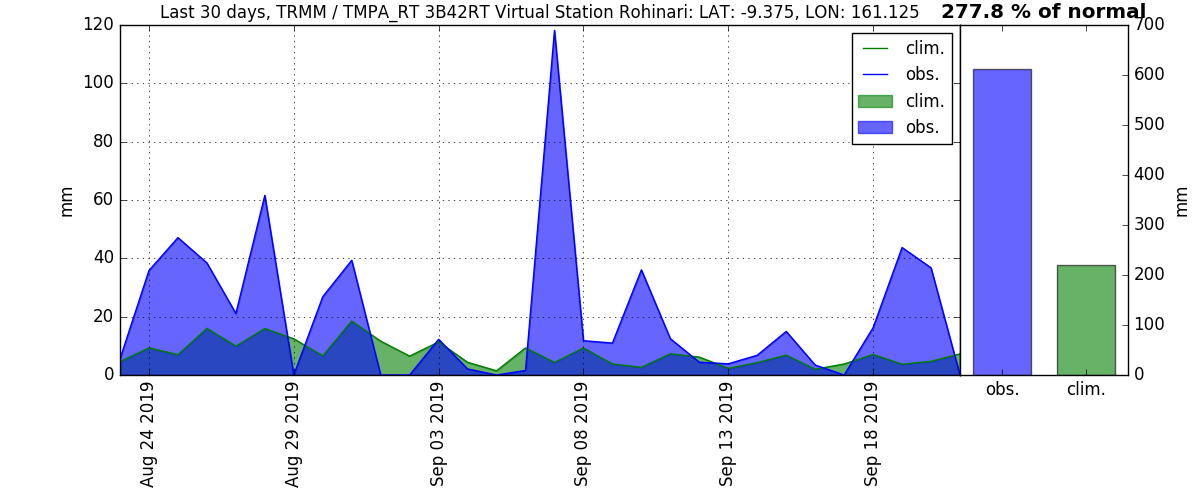 Last 30 days, TRMM / TMPA_RT 3B42RT Virtual Station Rohinari: LAT: -9.375, LON: 161.125
277.8 % of normal
120
100
80
60
40
20
0
mm
clim.
obs.
clim.
obs.
700
600
500
400
300
200
100
0
mm
Aug 24 2019
Aug 29 2019
Sep 03 2019
Sep 08 2019
Sep 13 2019
Sep 18 2019
obs.
clim.